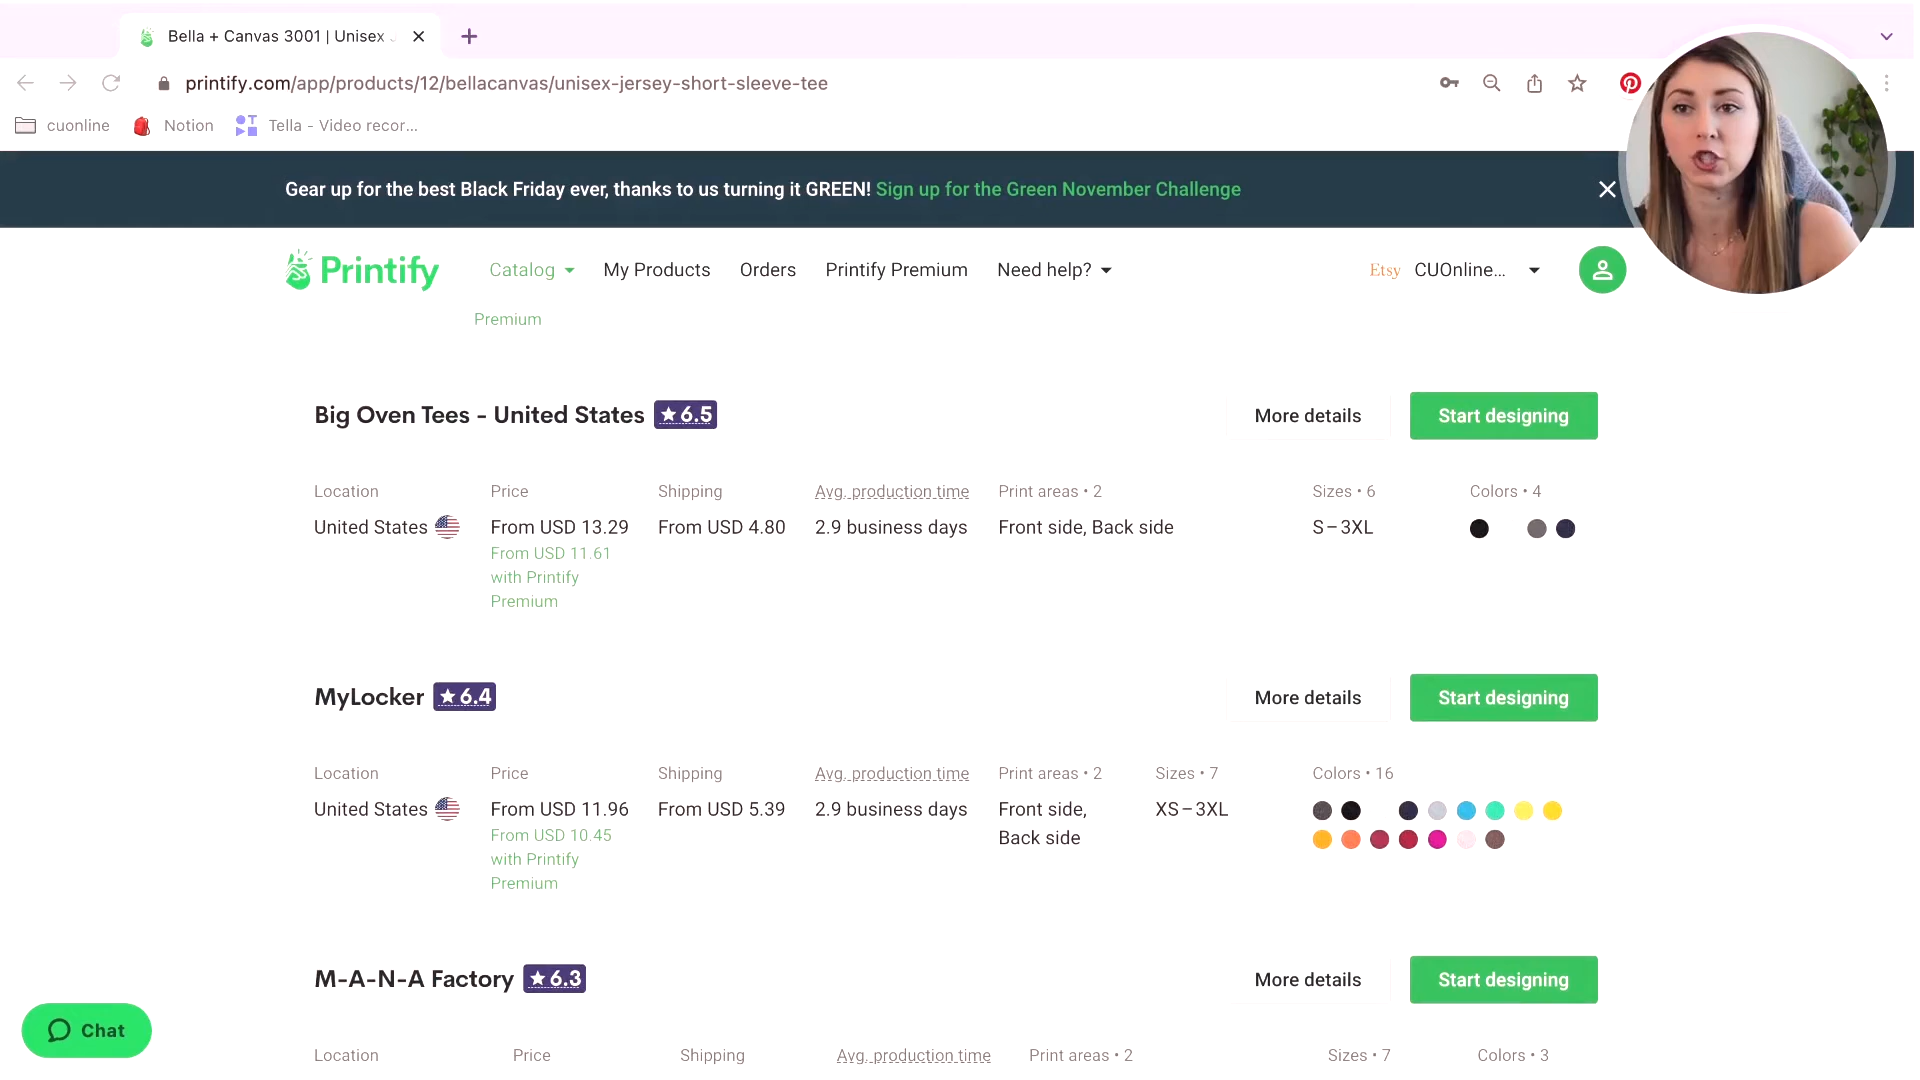 Bella + Canvas 3001 | Unisex
printify.com/app/products/12/bellacanvas/unisex-jersey-short-sleeve-tee
cuonline Notion Tella - Video recor...
Gear up for the best Black Friday ever, thanks to us turning it GREEN! Sign up for the Green November Challenge
Printify Catalog My Products Orders Printify Premium Need help? Etsy CUOnline...
Premium
Big Oven Tees - United States ★ 6.5 More details Start designing
Location Price Shipping Avg. production time Print areas • 2 Sizes • 6 Colors • 4
United States From USD 13.29 From USD 4.80 2.9 business days Front side, Back side S – 3XL
From USD 11.61
with Printify
Premium
MyLocker ★ 6.4 More details Start designing
Location Price Shipping Avg. production time Print areas • 2 Sizes • 7 Colors • 16
United States From USD 11.96 From USD 5.39 2.9 business days Front side, XS – 3XL
Back side
From USD 10.45
with Printify
Premium
M-A-N-A Factory ★ 6.3 More details Start designing
Chat
Location Price Shipping Avg. production time Print areas • 2 Sizes • 7 Colors • 3